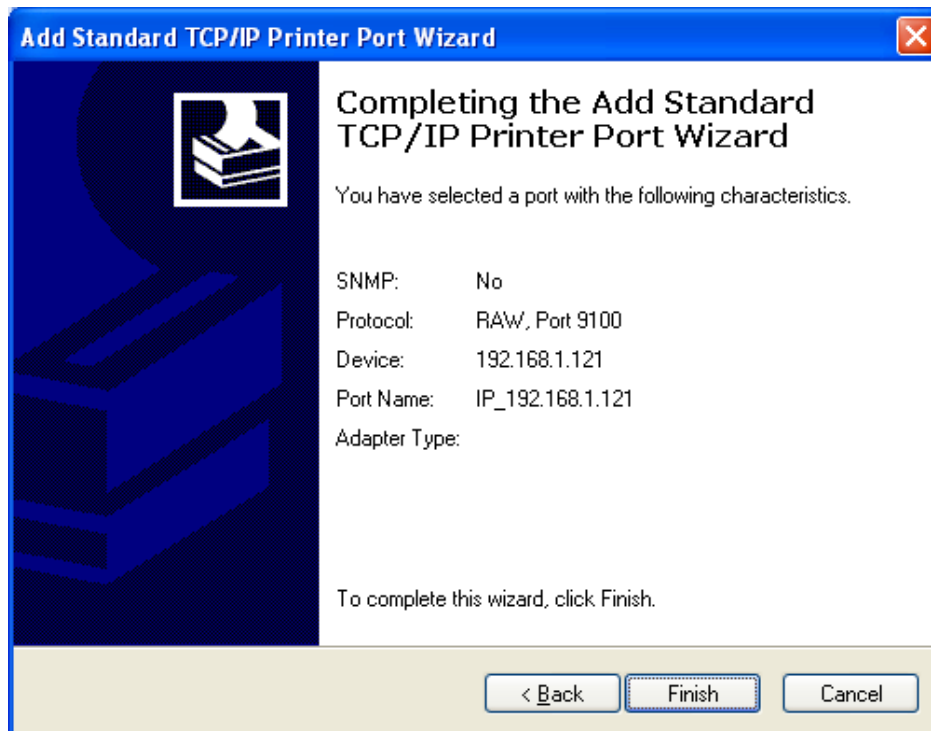 Add Standard TCP/IP Printer Port Wizard
Completing the Add Standard
TCP/IP Printer Port Wizard
You have selected a port with the following characteristics.
SNMP: No
Protocol: RAW, Port 9100
Device: 192.168.1.121
Port Name: IP_192.168.1.121
Adapter Type:
To complete this wizard, click Finish.
< Back Finish Cancel